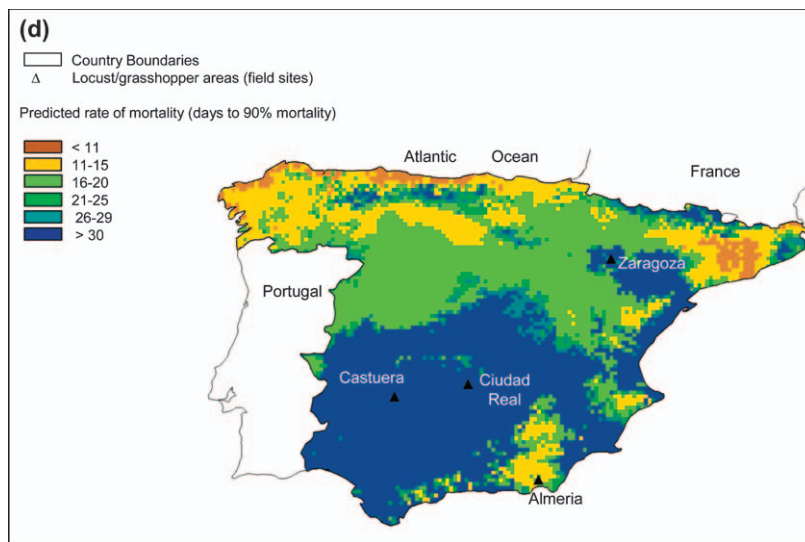 (d)
Country Boundaries
Δ Locust/grasshopper areas (field sites)
Predicted rate of mortality (days to 90% mortality)
< 11
11-15
16-20
21-25
26-29
> 30
Atlantic Ocean
France
Zaragoza
Portugal
Castuera
Ciudad
Real
Almeria